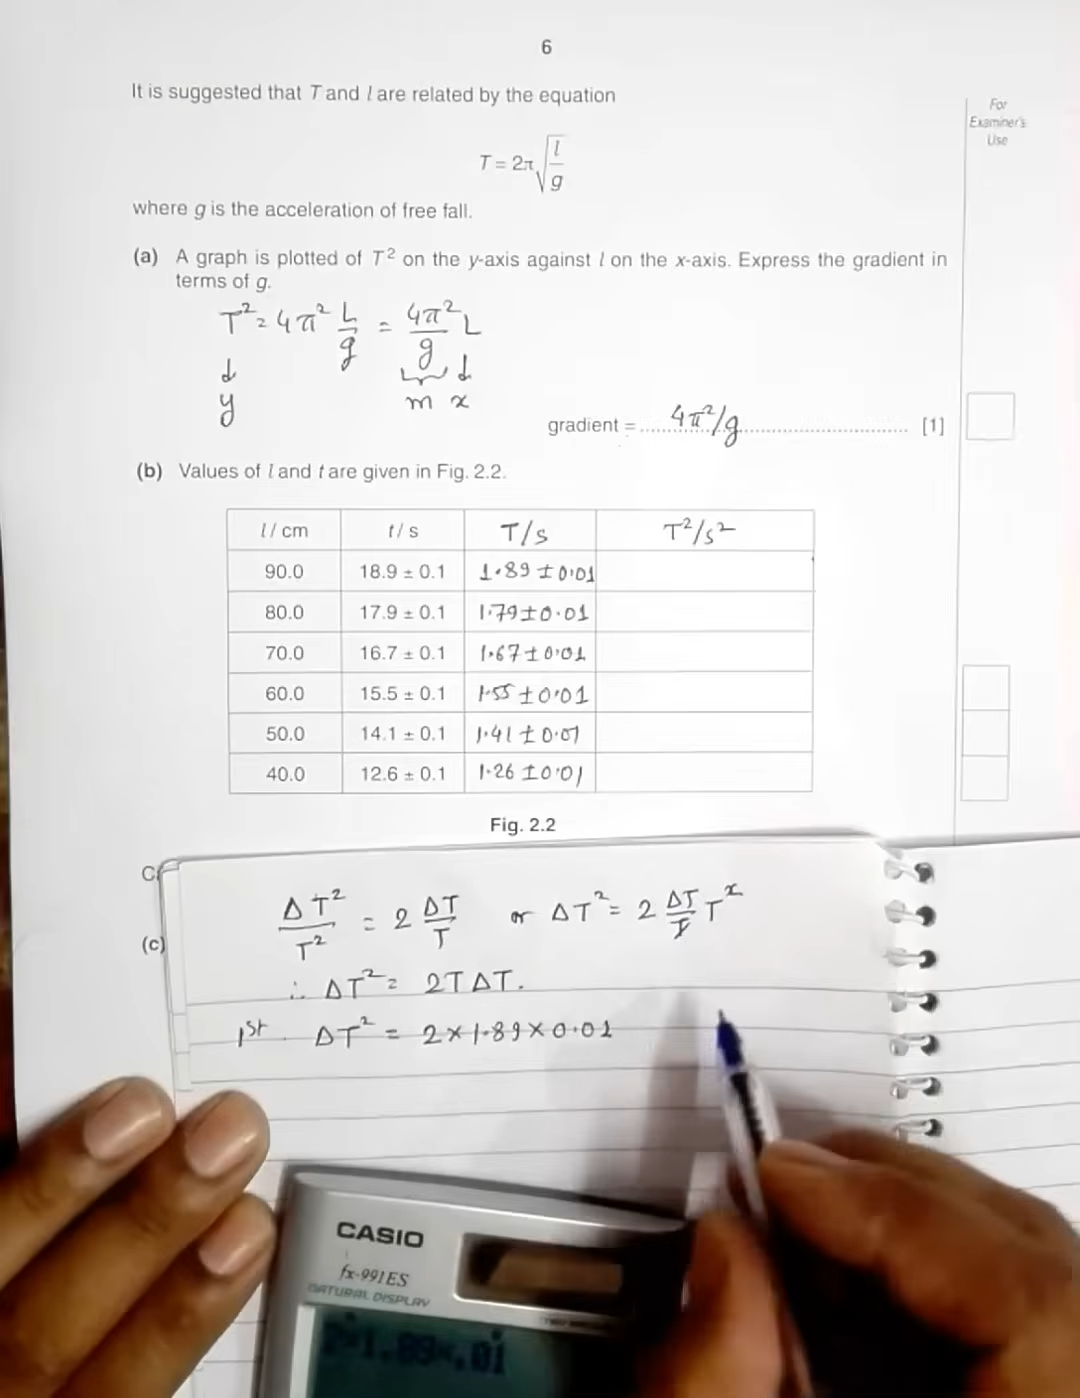 6
It is suggested that T and l are related by the equation
For
Examiner's
Use
T = 2π√(l/g)
where g is the acceleration of free fall.
(a) A graph is plotted of T² on the y-axis against l on the x-axis. Express the gradient in
terms of g.
T² = 4π² L/g = 4π²/g L
↓ ↓
y m x
gradient = 4π²/g [1]
(b) Values of l and t are given in Fig. 2.2.
l / cm t / s T/s T²/s²
90.0 18.9 ± 0.1 1.89 ± 0.01
80.0 17.9 ± 0.1 1.79 ± 0.01
70.0 16.7 ± 0.1 1.67 ± 0.01
60.0 15.5 ± 0.1 1.55 ± 0.01
50.0 14.1 ± 0.1 1.41 ± 0.01
40.0 12.6 ± 0.1 1.26 ± 0.01
Fig. 2.2
(c)
ΔT²/T² = 2 ΔT/T or ΔT² = 2 ΔT/T T²
∴ ΔT² = 2TΔT.
1st. ΔT² = 2 × 1.89 × 0.01
CASIO
fx-991ES
NATURAL DISPLAY
2×1.89×.01